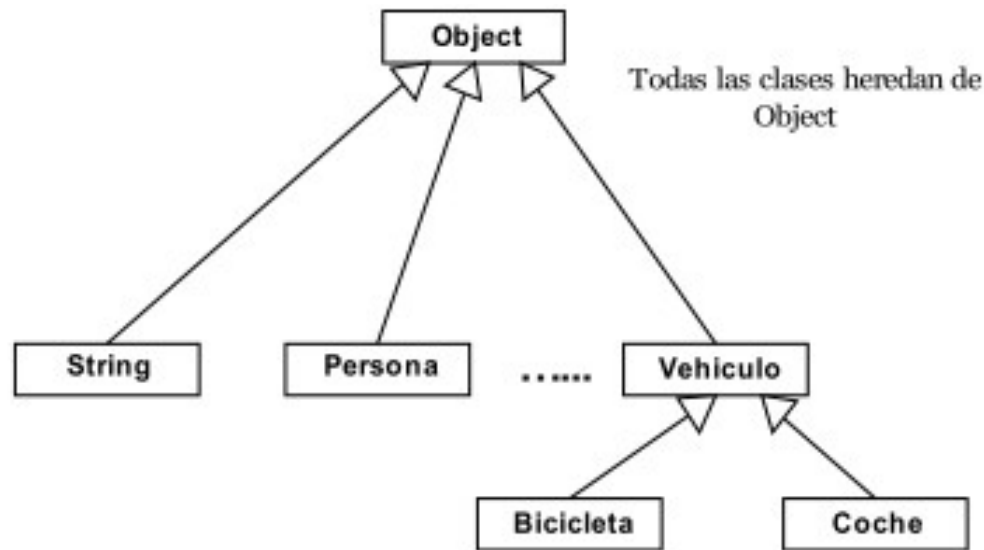 Object
Todas las clases heredan de
Object
String
Persona
......
Vehiculo
Bicicleta
Coche